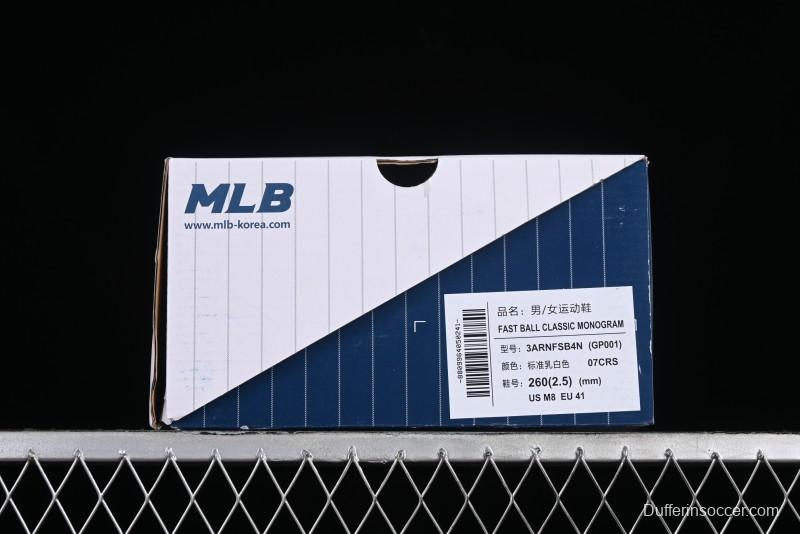 MLB
www.mlb-korea.com
品名：男/女运动鞋
FAST BALL CLASSIC MONOGRAM
型号：3ARNFSB4N (GP001)
颜色：标准乳白色 07CRS
鞋号：260(2.5) (mm)
US M8 EU 41
-8809964050241-
Dufferinsoccer.com